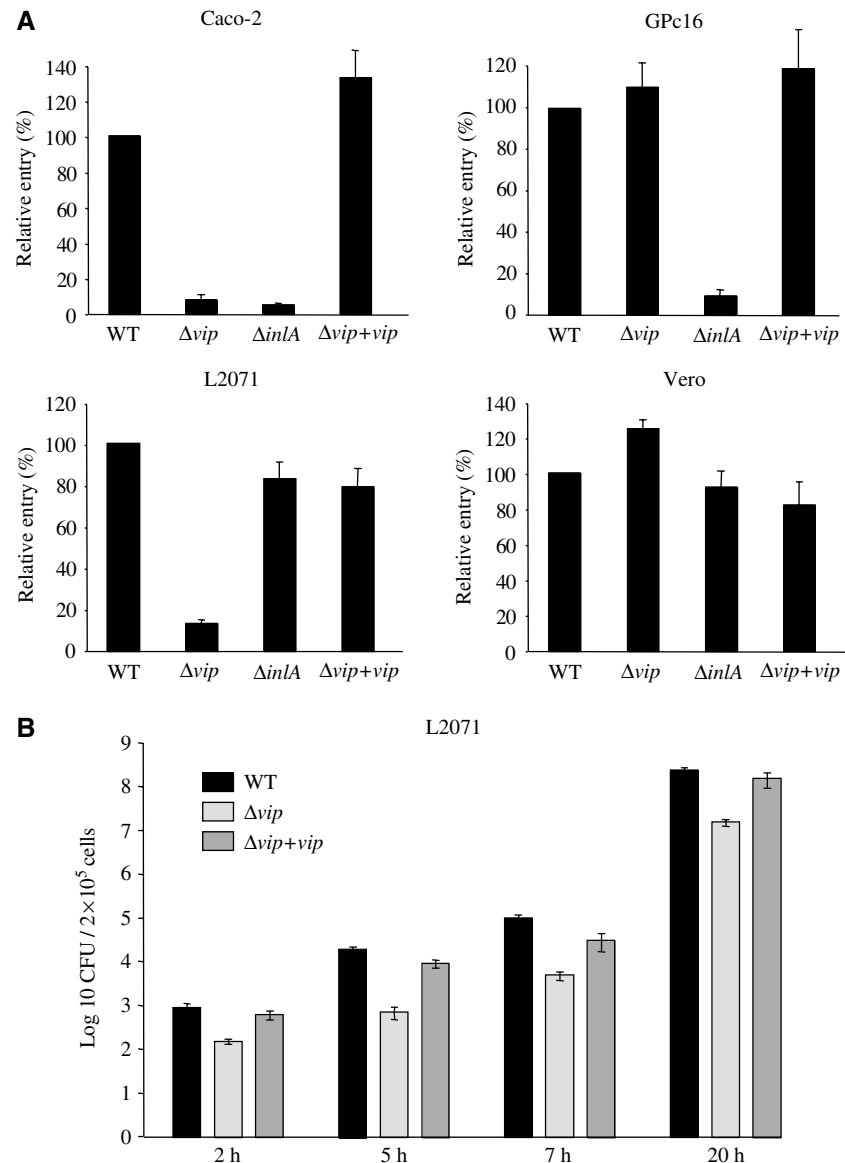 A
Caco-2
Relative entry (%)
140
120
100
80
60
40
20
0
WT Δvip ΔinlA Δvip+vip
GPc16
Relative entry (%)
120
100
80
60
40
20
0
WT Δvip ΔinlA Δvip+vip
L2071
Relative entry (%)
120
100
80
60
40
20
0
WT Δvip ΔinlA Δvip+vip
Vero
Relative entry (%)
140
120
100
80
60
40
20
0
WT Δvip ΔinlA Δvip+vip
B
L2071
Log 10 CFU / 2×10⁵ cells
9
8
7
6
5
4
3
2
1
0
WT
Δvip
Δvip+vip
2 h 5 h 7 h 20 h